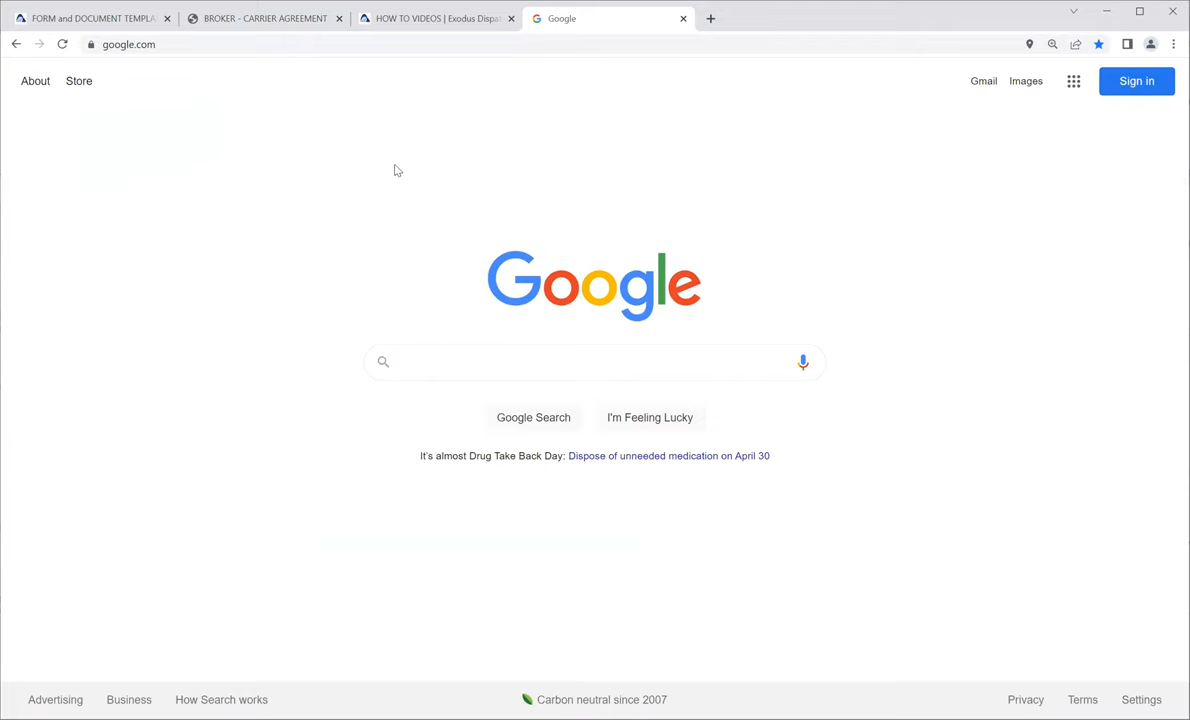 FORM and DOCUMENT TEMPLA
BROKER - CARRIER AGREEMENT
HOW TO VIDEOS | Exodus Dispat
Google
google.com
About
Store
Gmail
Images
Sign in
Google
Google Search
I'm Feeling Lucky
It's almost Drug Take Back Day: Dispose of unneeded medication on April 30
Advertising
Business
How Search works
Carbon neutral since 2007
Privacy
Terms
Settings